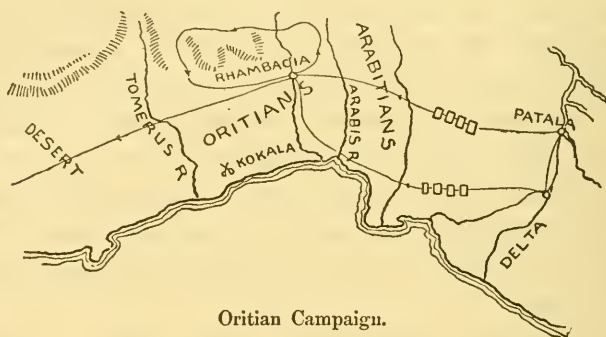 RHAMBACIA
ARABITIANS
TOMERUS R
ORITIANS
ARABIS R.
PATALA
DESERT
KOKALA
DELTA
Oritian Campaign.